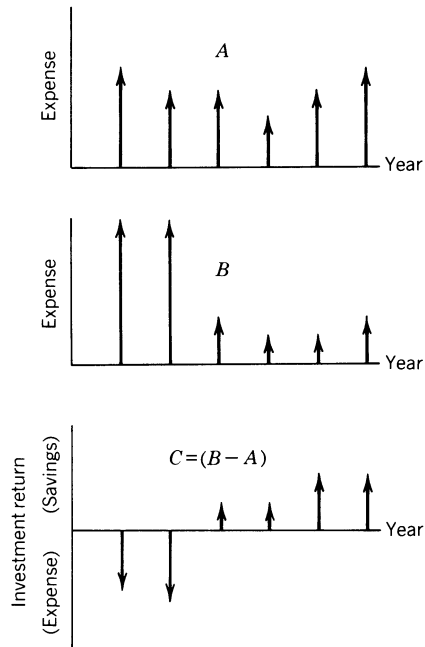 A
Expense
Year
B
Expense
Year
C=(B − A)
Investment return
(Savings)
(Expense)
Year